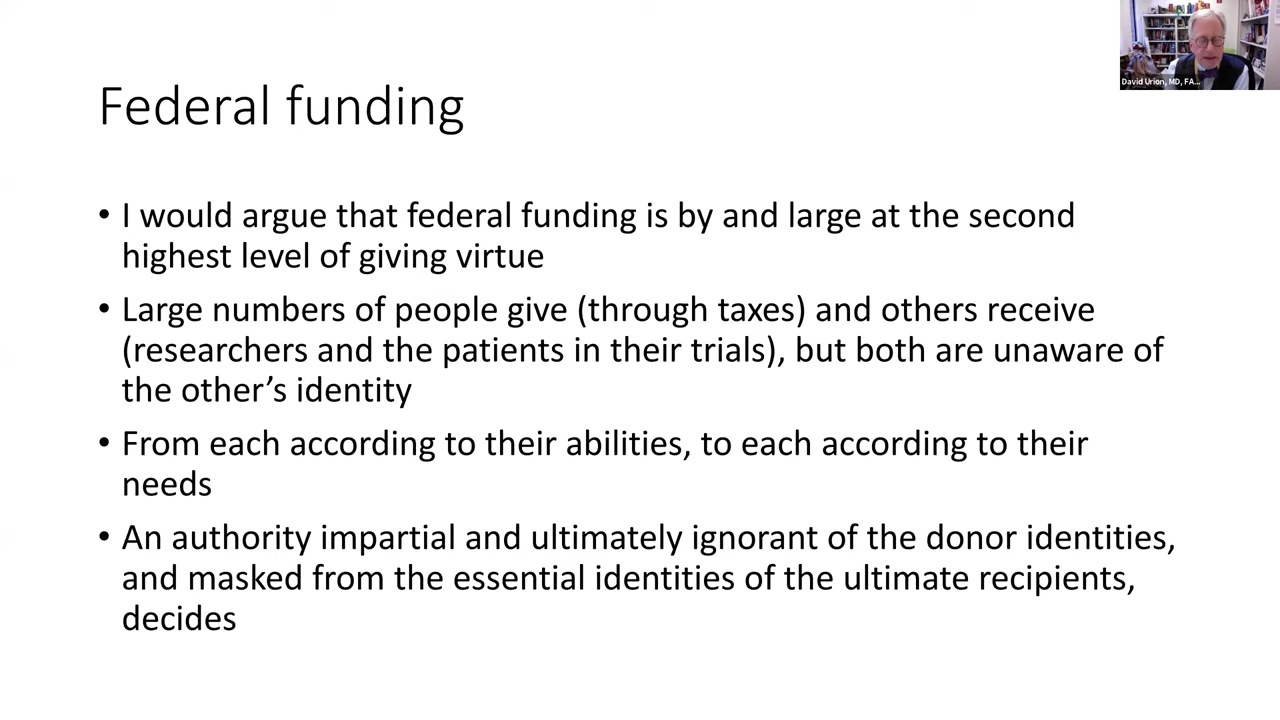 David Urion, MD, FA...
Federal funding
• I would argue that federal funding is by and large at the second
highest level of giving virtue
• Large numbers of people give (through taxes) and others receive
(researchers and the patients in their trials), but both are unaware of
the other’s identity
• From each according to their abilities, to each according to their
needs
• An authority impartial and ultimately ignorant of the donor identities,
and masked from the essential identities of the ultimate recipients,
decides